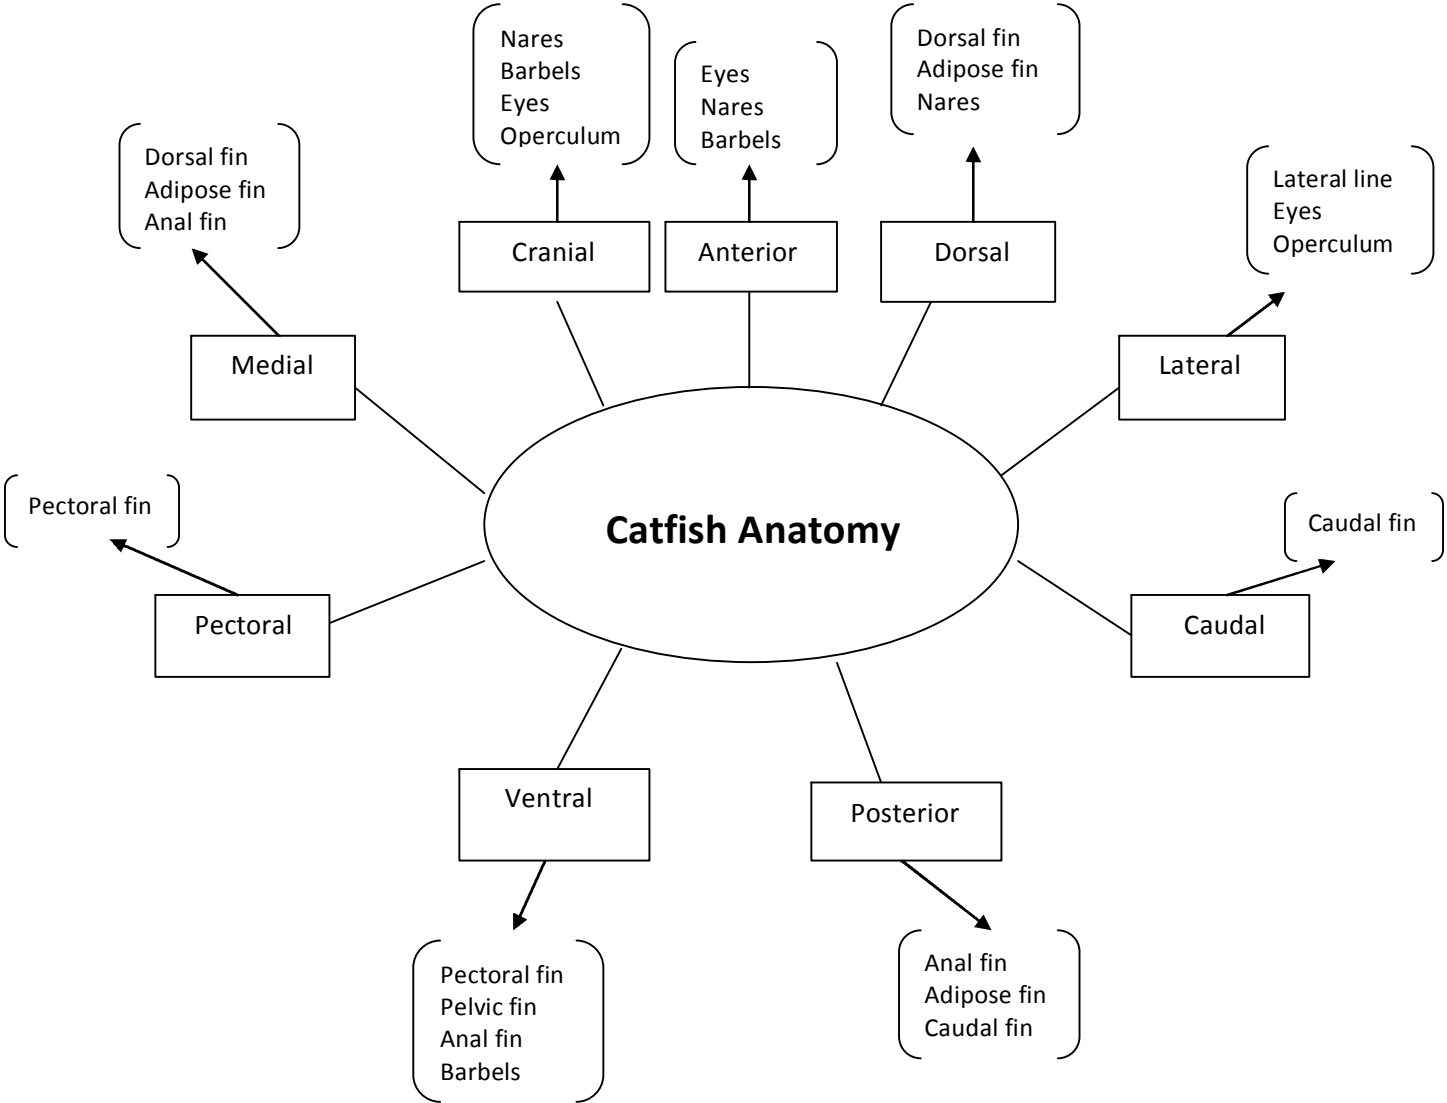 Nares
Barbels
Eyes
Operculum
Eyes
Nares
Barbels
Dorsal fin
Adipose fin
Nares
Dorsal fin
Adipose fin
Anal fin
Lateral line
Eyes
Operculum
Cranial
Anterior
Dorsal
Medial
Lateral
Pectoral fin
Catfish Anatomy
Caudal fin
Pectoral
Caudal
Ventral
Posterior
Pectoral fin
Pelvic fin
Anal fin
Barbels
Anal fin
Adipose fin
Caudal fin